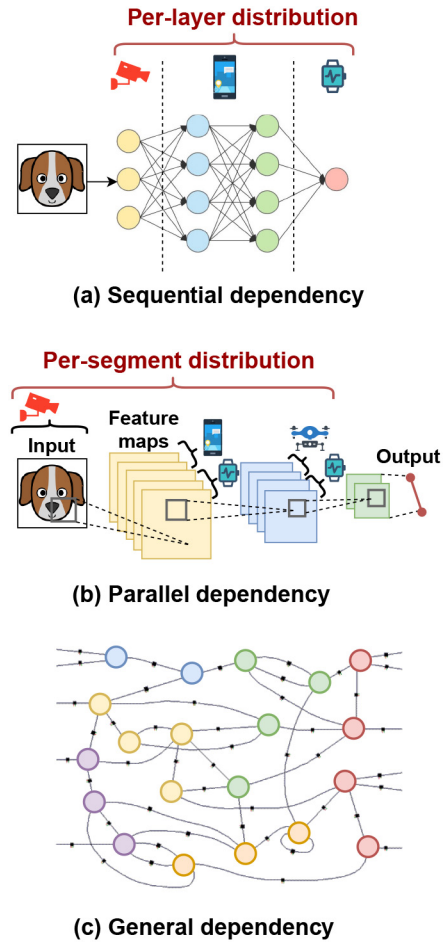 Per-layer distribution
(a) Sequential dependency
Per-segment distribution
Input
Feature
maps
Output
(b) Parallel dependency
(c) General dependency